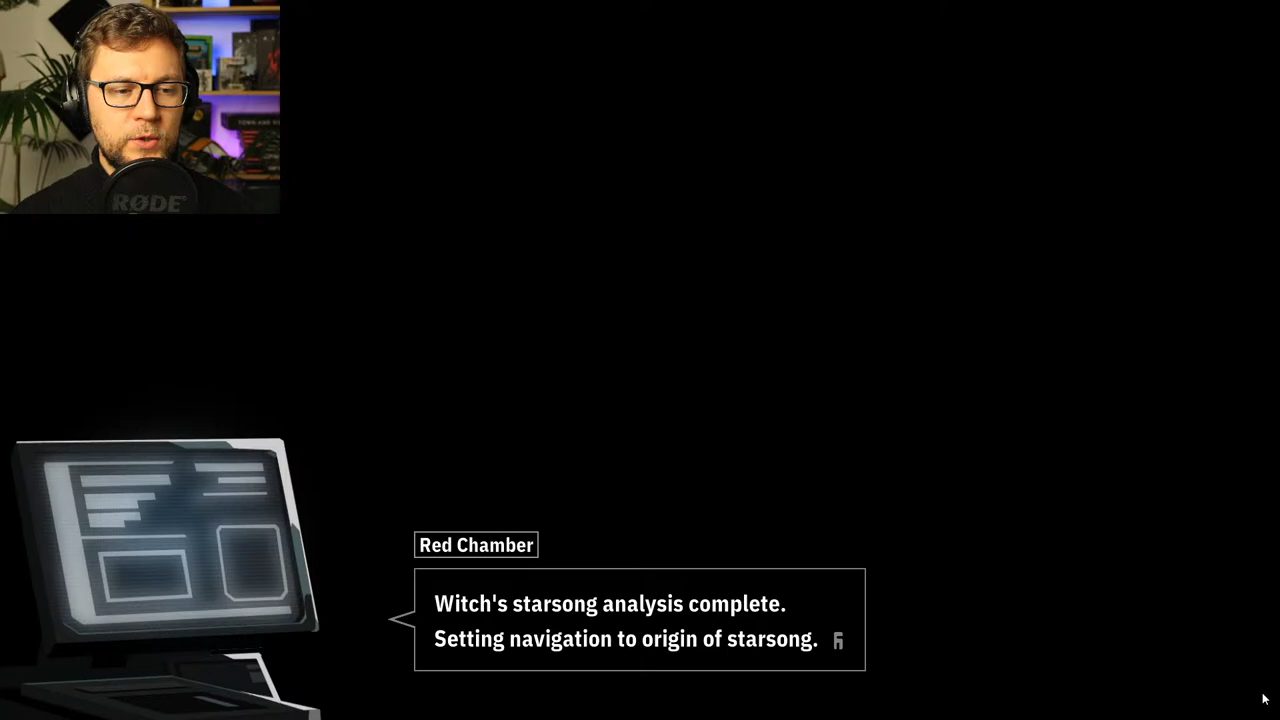 RØDE
Red Chamber
Witch's starsong analysis complete.
Setting navigation to origin of starsong.